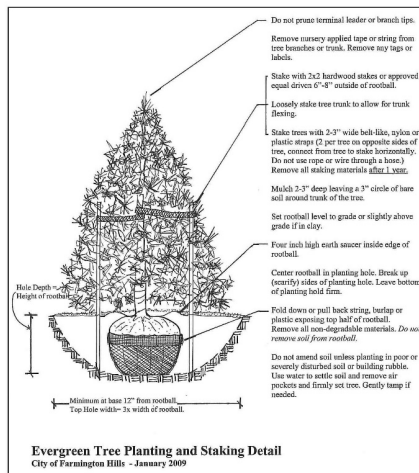 Do not prune terminal leader or branch tips.
Remove nursery applied tape or string from
tree branches or trunk. Remove any tags or
labels.
Stake with 2x2 hardwood stakes or approved
equal driven 6"-8" outside of rootball.
Loosely stake tree trunk to allow for trunk
flexing.
Stake trees with 2-3" wide belt-like, nylon or
plastic straps (2 per tree on opposite sides of
tree, connect from tree to stake horizontally.
Do not use rope or wire through a hose.)
Remove all staking materials after 1 year.
Mulch 2-3" deep leaving a 3" circle of bare
soil around trunk of the tree.
Set rootball level to grade or slightly above
grade if in clay.
Four inch high earth saucer inside edge of
rootball.
Center rootball in planting hole. Break up
(scarify) sides of planting hole. Leave bottom
of planting hold firm.
Fold down or pull back string, burlap or
plastic exposing top half of rootball.
Remove all non-degradable materials. Do not
remove soil from rootball.
Do not amend soil unless planting in poor or
severely disturbed soil or building rubble.
Use water to settle soil and remove air
pockets and firmly set tree. Gently tamp if
needed.
Hole Depth =
Height of rootball
Minimum at base 12" from rootball.
Top Hole width= 3x width of rootball.
Evergreen Tree Planting and Staking Detail
City of Farmington Hills - January 2009